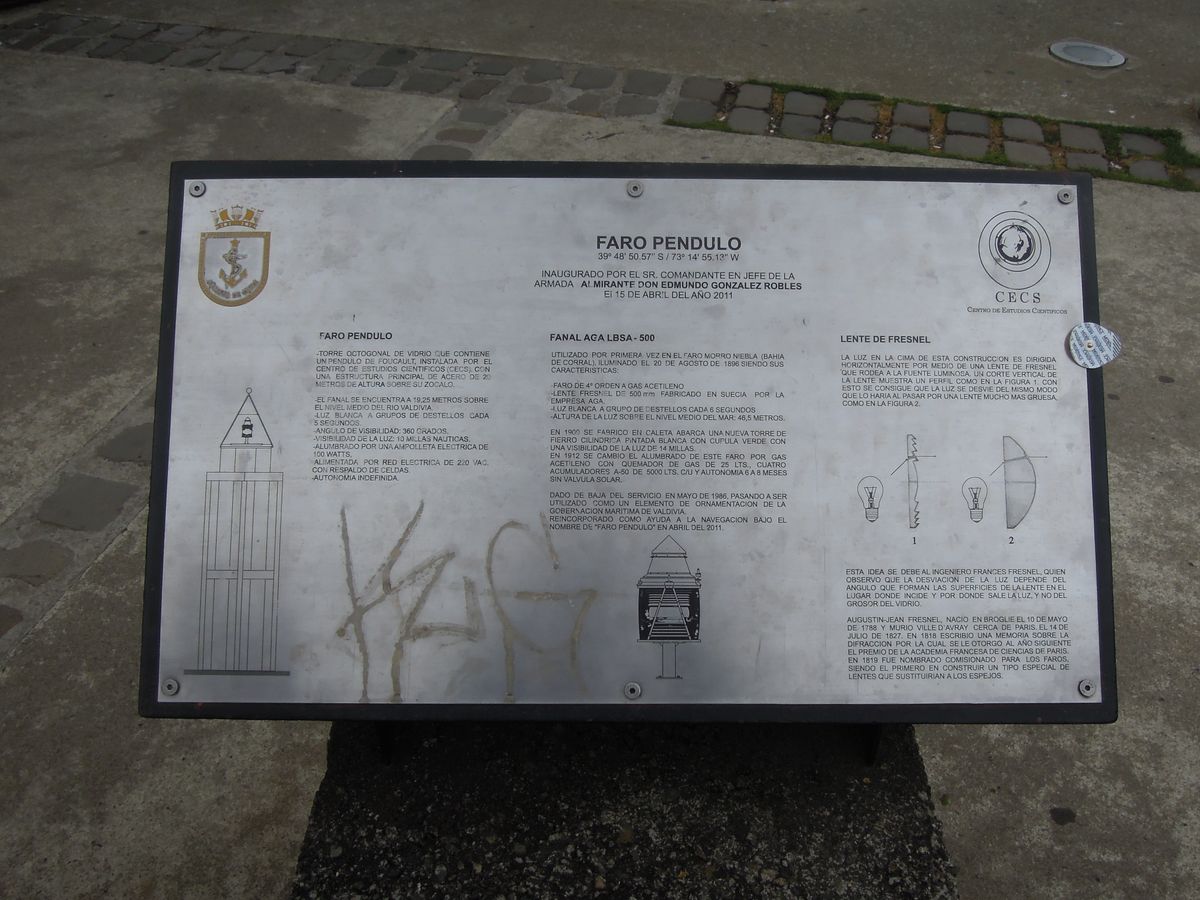 FARO PENDULO
39º 48' 50.57" S / 73º 14' 55.13" W
INAUGURADO POR EL SR. COMANDANTE EN JEFE DE LA
ARMADA ALMIRANTE DON EDMUNDO GONZALEZ ROBLES
El 15 DE ABRIL DEL AÑO 2011
CECS
CENTRO DE ESTUDIOS CIENTIFICOS
FARO PENDULO
-TORRE OCTOGONAL DE VIDRIO QUE CONTIENE
UN PENDULO DE FOUCAULT, INSTALADA POR EL
CENTRO DE ESTUDIOS CIENTIFICOS (CECS), CON
UNA ESTRUCTURA PRINCIPAL DE ACERO DE 20
METROS DE ALTURA SOBRE SU ZOCALO.
-EL FANAL SE ENCUENTRA A 19,25 METROS SOBRE
EL NIVEL MEDIO DEL RIO VALDIVIA.
-LUZ BLANCA A GRUPOS DE DESTELLOS CADA
5 SEGUNDOS.
-ANGULO DE VISIBILIDAD: 360 GRADOS.
-VISIBILIDAD DE LA LUZ: 10 MILLAS NAUTICAS.
-ALUMBRADO POR UNA AMPOLLETA ELECTRICA DE
100 WATTS.
-ALIMENTADA POR RED ELECTRICA DE 220 VAC.
CON RESPALDO DE CELDAS.
-AUTONOMIA INDEFINIDA.
FANAL AGA LBSA - 500
UTILIZADO POR PRIMERA VEZ EN EL FARO MORRO NIEBLA (BAHIA
DE CORRAL), ILUMINADO EL 20 DE AGOSTO DE 1896 SIENDO SUS
CARACTERISTICAS:
-FARO DE 4º ORDEN A GAS ACETILENO
-LENTE FRESNEL DE 500 mm FABRICADO EN SUECIA POR LA
EMPRESA AGA.
-LUZ BLANCA A GRUPO DE DESTELLOS CADA 6 SEGUNDOS
-ALTURA DE LA LUZ SOBRE EL NIVEL MEDIO DEL MAR: 46,5 METROS.
EN 1900 SE FABRICO EN CALETA ABARCA UNA NUEVA TORRE DE
FIERRO CILINDRICA PINTADA BLANCA CON CUPULA VERDE, CON
UNA VISIBILIDAD DE LA LUZ DE 14 MILLAS.
EN 1912 SE CAMBIO EL ALUMBRADO DE ESTE FARO POR GAS
ACETILENO CON QUEMADOR DE GAS DE 25 LTS., CUATRO
ACUMULADORES A-50 DE 5000 LTS. C/U Y AUTONOMIA 6 A 8 MESES
SIN VALVULA SOLAR.
DADO DE BAJA DEL SERVICIO EN MAYO DE 1986, PASANDO A SER
UTILIZADO COMO UN ELEMENTO DE ORNAMENTACION DE LA
GOBERNACION MARITIMA DE VALDIVIA.
REINCORPORADO COMO AYUDA A LA NAVEGACION BAJO EL
NOMBRE DE "FARO PENDULO" EN ABRIL DEL 2011.
LENTE DE FRESNEL
LA LUZ EN LA CIMA DE ESTA CONSTRUCCION ES DIRIGIDA
HORIZONTALMENTE POR MEDIO DE UNA LENTE DE FRESNEL
QUE RODEA A LA FUENTE LUMINOSA. UN CORTE VERTICAL DE
LA LENTE MUESTRA UN PERFIL COMO EN LA FIGURA 1. CON
ESTO SE CONSIGUE QUE LA LUZ SE DESVIE DEL MISMO MODO
QUE LO HARIA AL PASAR POR UNA LENTE MUCHO MAS GRUESA,
COMO EN LA FIGURA 2.
1 2
ESTA IDEA SE DEBE AL INGENIERO FRANCES FRESNEL, QUIEN
OBSERVO QUE LA DESVIACION DE LA LUZ DEPENDE DEL
ANGULO QUE FORMAN LAS SUPERFICIES DE LA LENTE EN EL
LUGAR DONDE INCIDE Y POR DONDE SALE LA LUZ, Y NO DEL
GROSOR DEL VIDRIO.
AUGUSTIN-JEAN FRESNEL, NACIO EN BROGLIE EL 10 DE MAYO
DE 1788 Y MURIO VILLE D'AVRAY CERCA DE PARIS, EL 14 DE
JULIO DE 1827. EN 1818 ESCRIBIO UNA MEMORIA SOBRE LA
DIFRACCION POR LA CUAL SE LE OTORGO AL AÑO SIGUIENTE
EL PREMIO DE LA ACADEMIA FRANCESA DE CIENCIAS DE PARIS.
EN 1819 FUE NOMBRADO COMISIONADO PARA LOS FAROS,
SIENDO EL PRIMERO EN CONSTRUIR UN TIPO ESPECIAL DE
LENTES QUE SUSTITUIRIAN A LOS ESPEJOS.